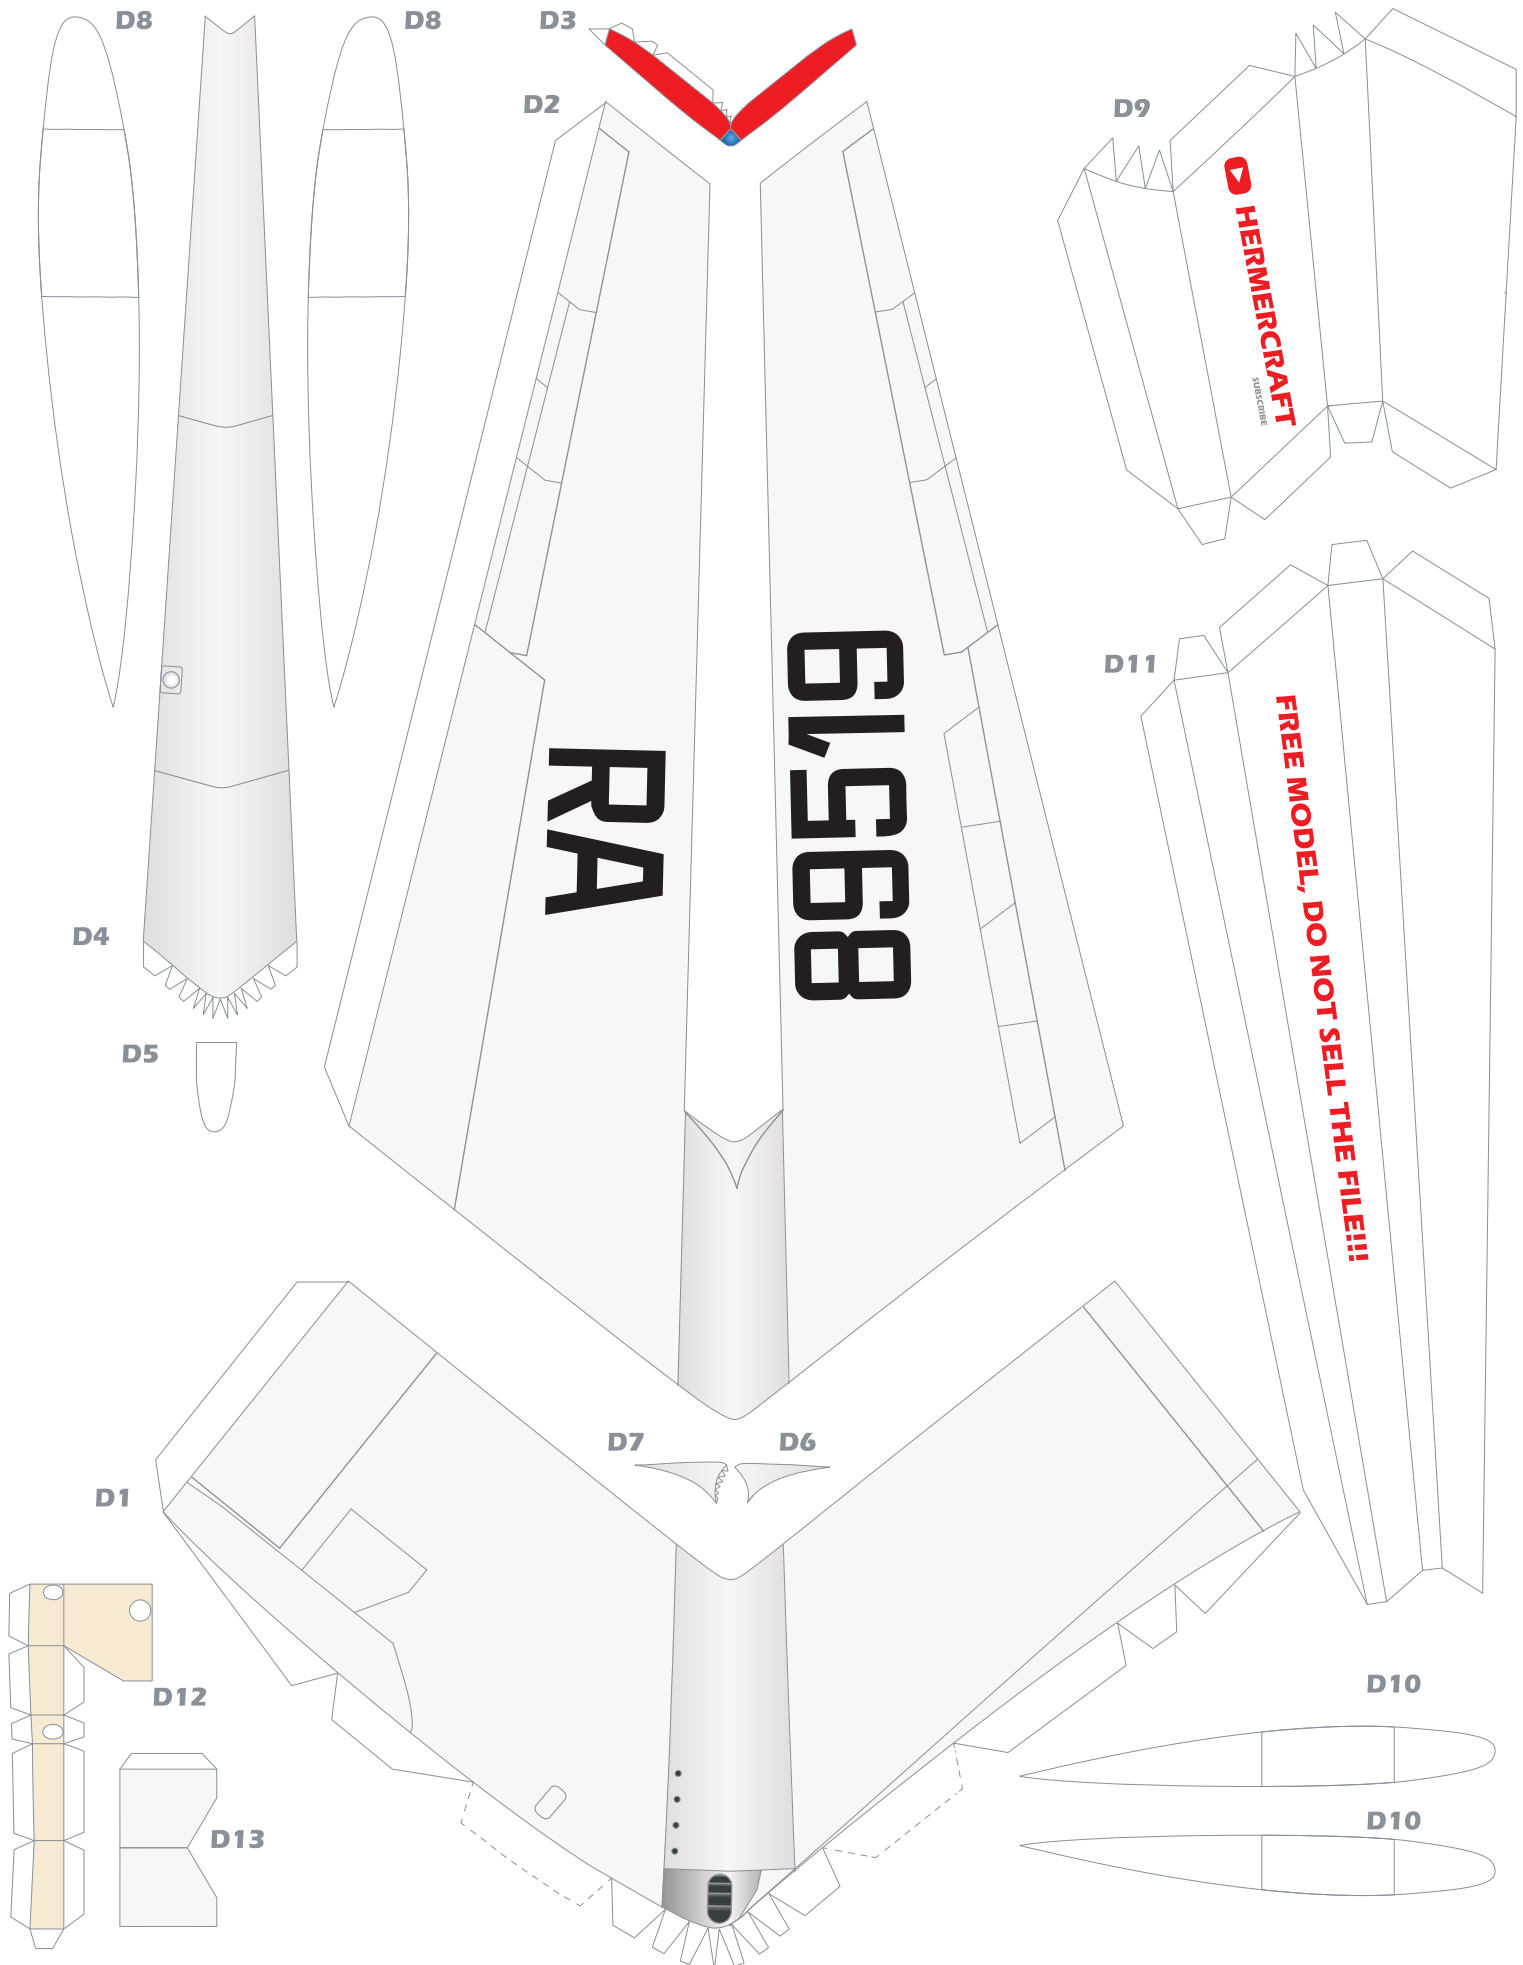 D8
D8
D3
D2
D9
HERMERCRAFT
SUBSCRIBE
D11
RA
89519
FREE MODEL, DO NOT SELL THE FILE!!!
D4
D5
D7
D6
D1
D12
D10
D13
D10